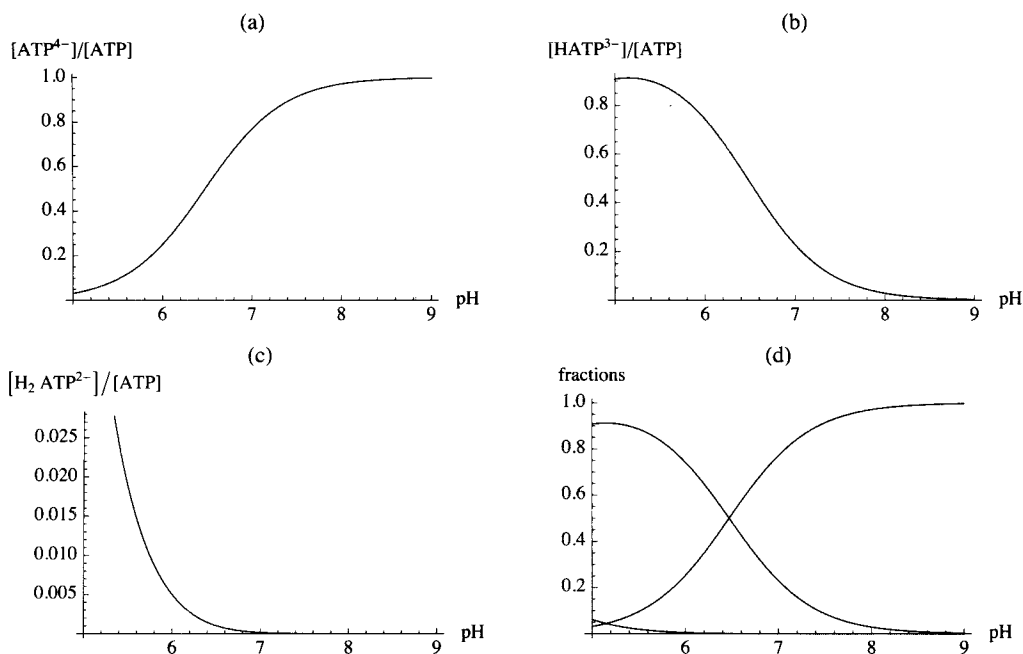 (a)
[ATP⁴⁻]/[ATP]
1.0
0.8
0.6
0.4
0.2
6 7 8 9 pH
(b)
[HATP³⁻]/[ATP]
0.8
0.6
0.4
0.2
6 7 8 9 pH
(c)
[H₂ ATP²⁻]/[ATP]
0.025
0.020
0.015
0.010
0.005
6 7 8 9 pH
(d)
fractions
1.0
0.8
0.6
0.4
0.2
6 7 8 9 pH